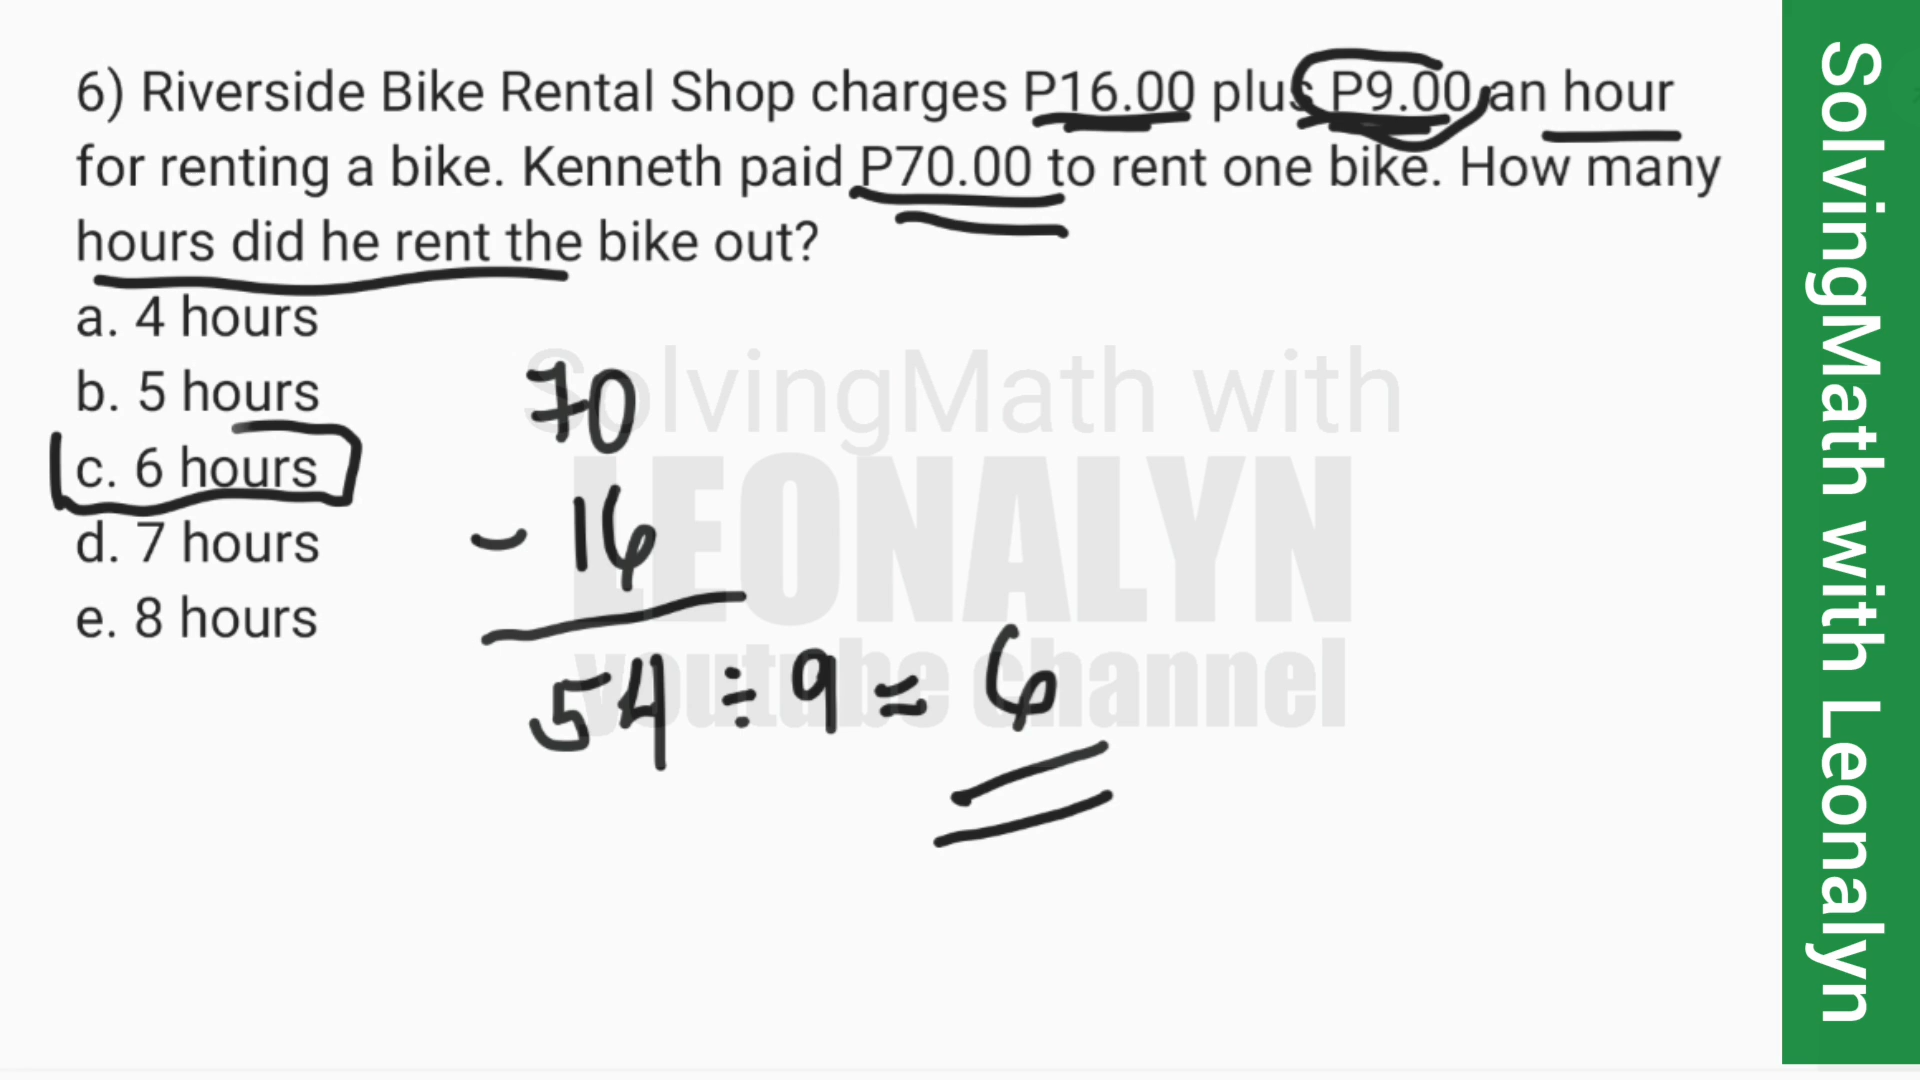 6) Riverside Bike Rental Shop charges P16.00 plus P9.00 an hour
for renting a bike. Kenneth paid P70.00 to rent one bike. How many
hours did he rent the bike out?
a. 4 hours
b. 5 hours
c. 6 hours
d. 7 hours
e. 8 hours
70
- 16
54 ÷ 9 = 6
SolvingMath with
LEONALYN
youtube channel
SolvingMath with Leonalyn